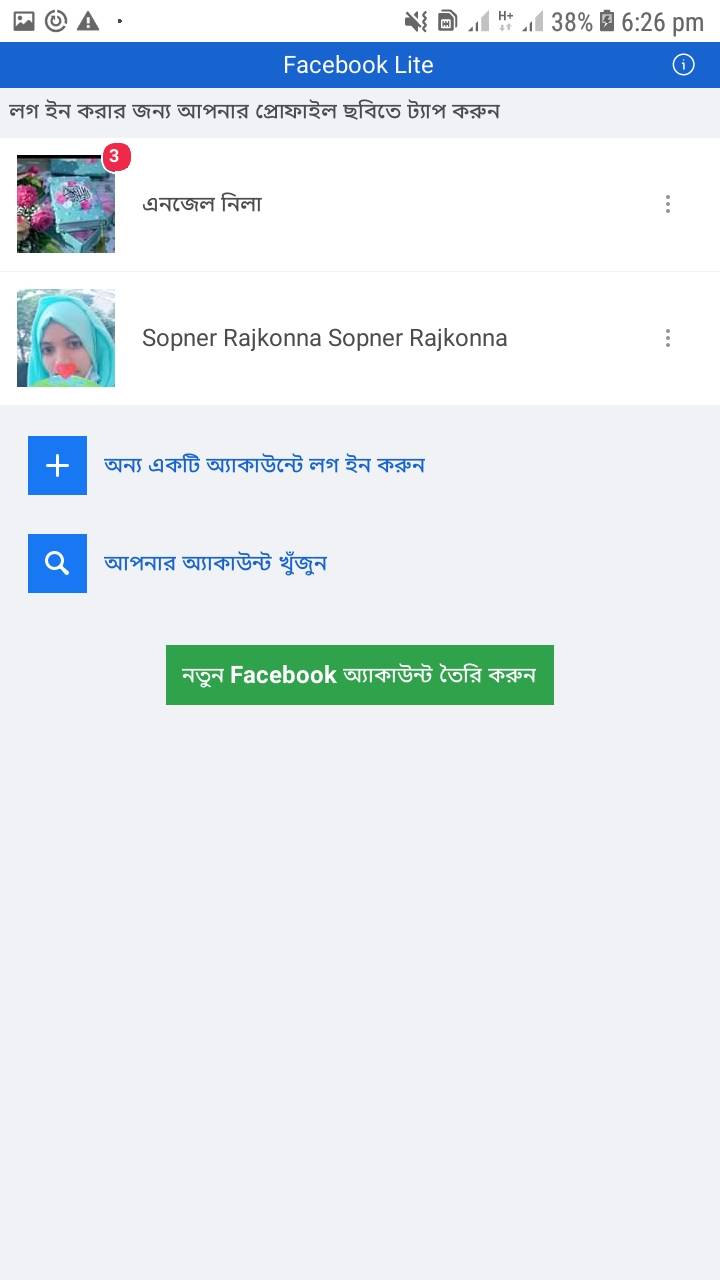 38% 6:26 pm
Facebook Lite
লগ ইন করার জন্য আপনার প্রোফাইল ছবিতে ট্যাপ করুন
3
এনজেল নিলা
Sopner Rajkonna Sopner Rajkonna
অন্য একটি অ্যাকাউন্টে লগ ইন করুন
আপনার অ্যাকাউন্ট খুঁজুন
নতুন Facebook অ্যাকাউন্ট তৈরি করুন